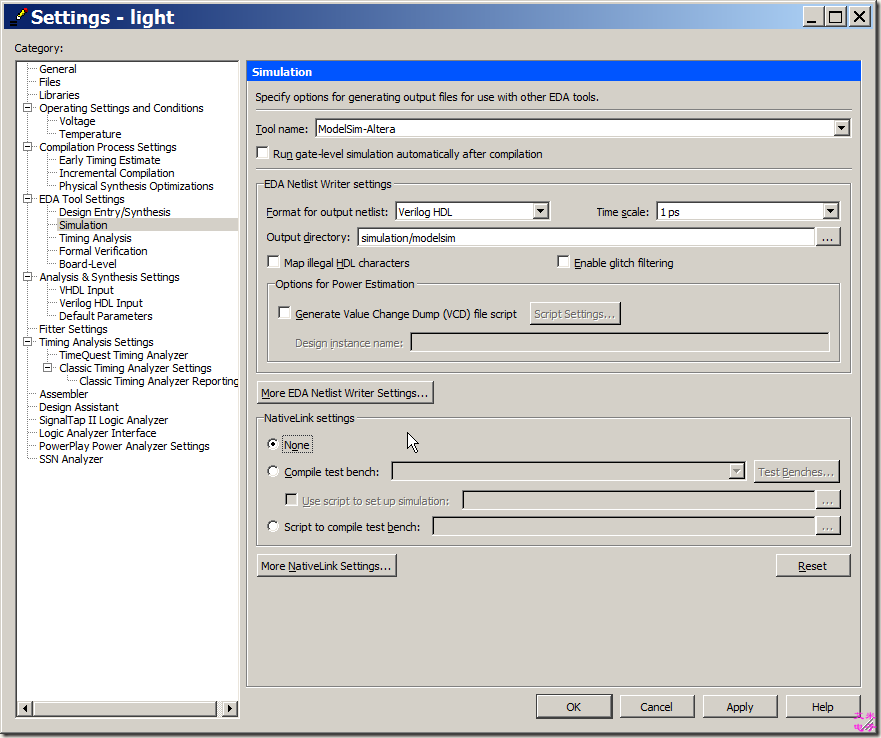 Settings - light
Category:
General
Files
Libraries
Operating Settings and Conditions
Voltage
Temperature
Compilation Process Settings
Early Timing Estimate
Incremental Compilation
Physical Synthesis Optimizations
EDA Tool Settings
Design Entry/Synthesis
Simulation
Timing Analysis
Formal Verification
Board-Level
Analysis & Synthesis Settings
VHDL Input
Verilog HDL Input
Default Parameters
Fitter Settings
Timing Analysis Settings
TimeQuest Timing Analyzer
Classic Timing Analyzer Settings
Classic Timing Analyzer Reporting
Assembler
Design Assistant
SignalTap II Logic Analyzer
Logic Analyzer Interface
PowerPlay Power Analyzer Settings
SSN Analyzer
Simulation
Specify options for generating output files for use with other EDA tools.
Tool name: ModelSim-Altera
Run gate-level simulation automatically after compilation
EDA Netlist Writer settings
Format for output netlist: Verilog HDL Time scale: 1 ps
Output directory: simulation/modelsim ...
Map illegal HDL characters Enable glitch filtering
Options for Power Estimation
Generate Value Change Dump (VCD) file script Script Settings...
Design instance name:
More EDA Netlist Writer Settings...
NativeLink settings
None
Compile test bench: Test Benches...
Use script to set up simulation: ...
Script to compile test bench: ...
More NativeLink Settings... Reset
OK Cancel Apply Help